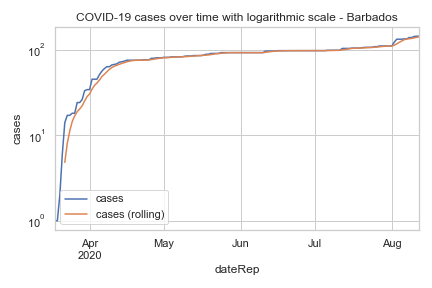 COVID-19 cases over time with logarithmic scale - Barbados
cases
10²
10¹
10⁰
cases
cases (rolling)
Apr
2020
May
Jun
Jul
Aug
dateRep